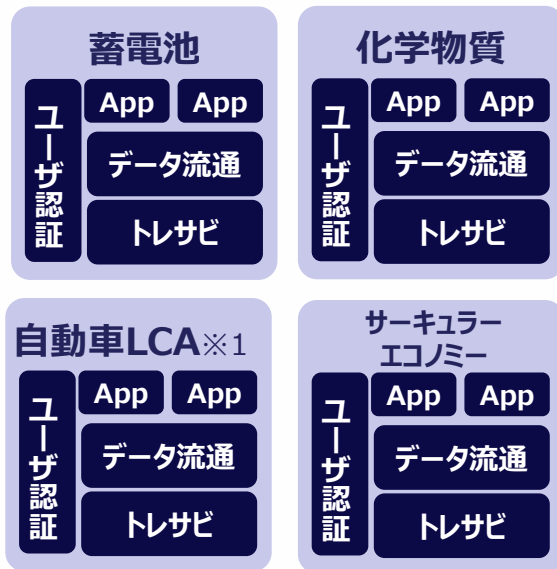 蓄電池
ユーザ認証
App
App
データ流通
トレサビ
化学物質
ユーザ認証
App
App
データ流通
トレサビ
自動車LCA※1
ユーザ認証
App
App
データ流通
トレサビ
サーキュラー
エコノミー
ユーザ認証
App
App
データ流通
トレサビ